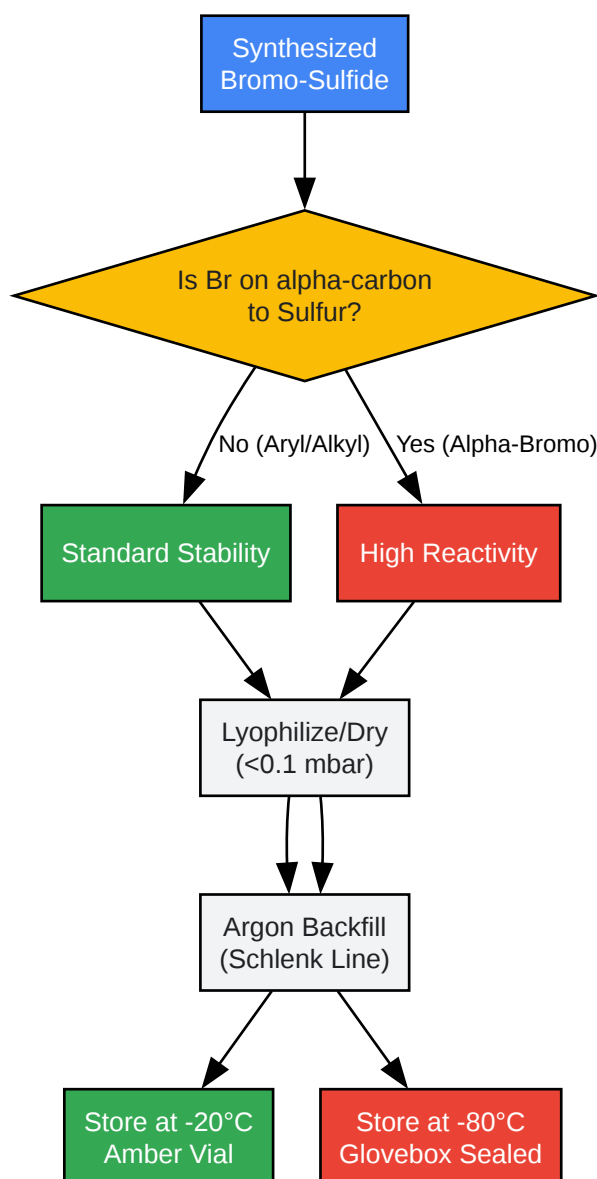 Synthesized
Bromo-Sulfide
Is Br on alpha-carbon
to Sulfur?
No (Aryl/Alkyl)
Yes (Alpha-Bromo)
Standard Stability
High Reactivity
Lyophilize/Dry
(<0.1 mbar)
Argon Backfill
(Schlenk Line)
Store at -20°C
Amber Vial
Store at -80°C
Glovebox Sealed